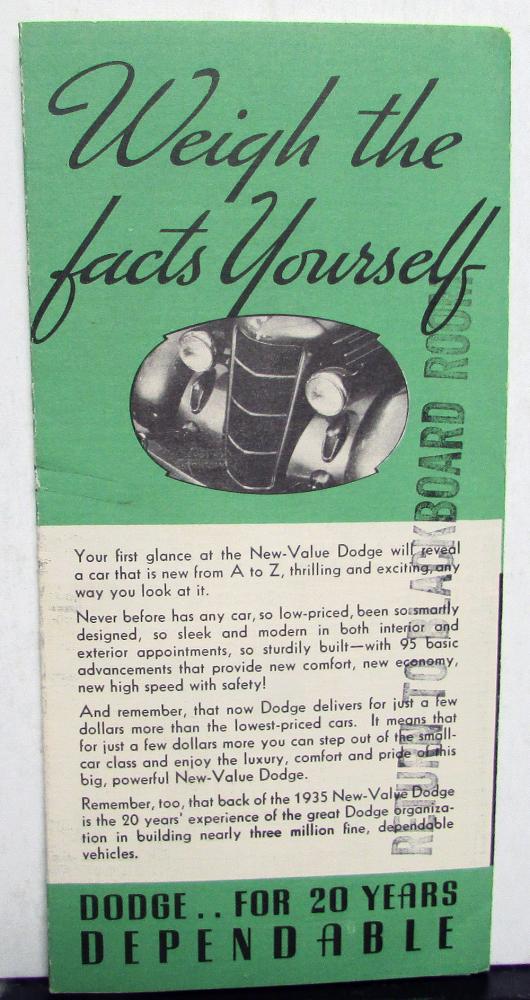 Weigh the
facts Yourself
Your first glance at the New-Value Dodge will reveal
a car that is new from A to Z, thrilling and exciting, any
way you look at it.
Never before has any car, so low-priced, been so smartly
designed, so sleek and modern in both interior and
exterior appointments, so sturdily built—with 95 basic
advancements that provide new comfort, new economy,
new high speed with safety!
And remember, that now Dodge delivers for just a few
dollars more than the lowest-priced cars. It means that
for just a few dollars more you can step out of the small-
car class and enjoy the luxury, comfort and pride of this
big, powerful New-Value Dodge.
Remember, too, that back of the 1935 New-Value Dodge
is the 20 years' experience of the great Dodge organiza-
tion in building nearly three million fine, dependable
vehicles.
DODGE . . FOR 20 YEARS
DEPENDABLE
RETURN TO BLACKBOARD ROOM